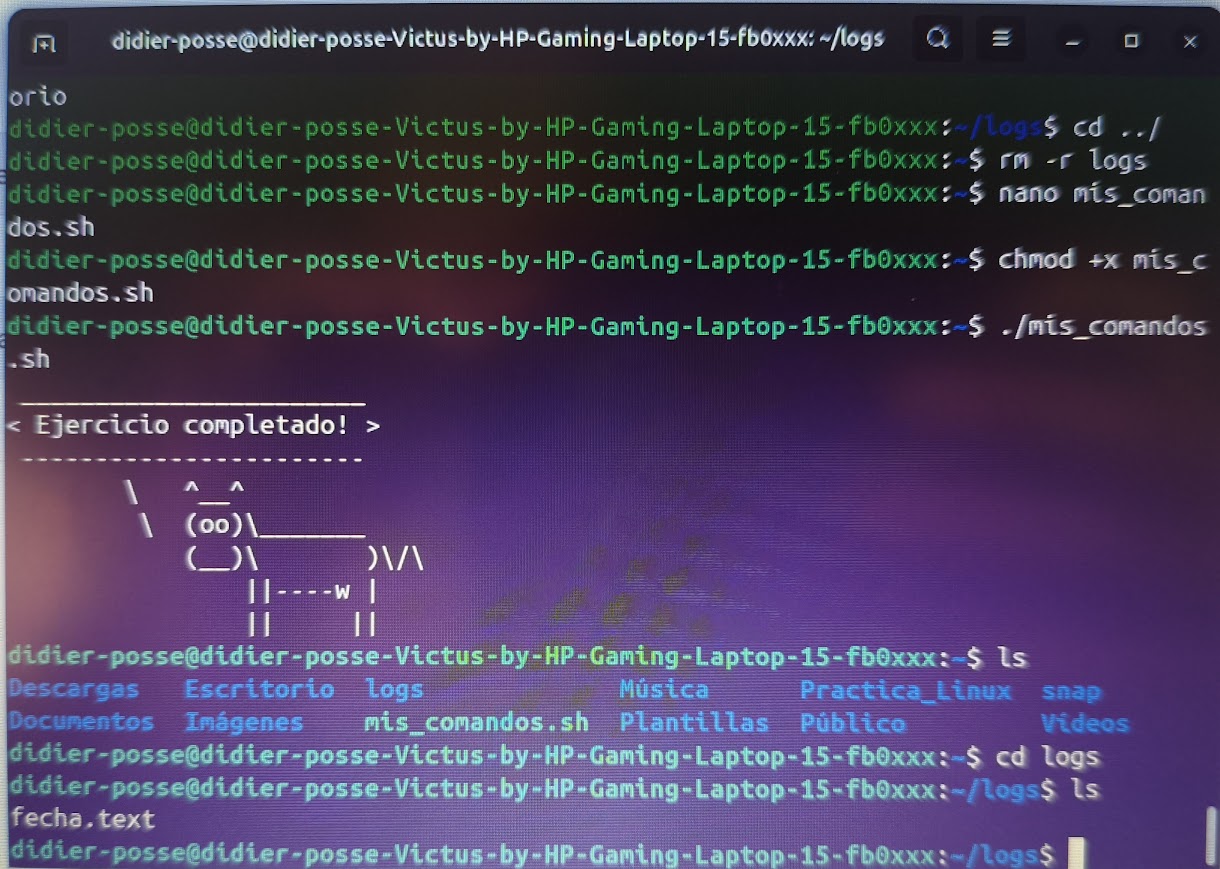 didier-posse@didier-posse-Victus-by-HP-Gaming-Laptop-15-fb0xxx: ~/logs
orio
didier-posse@didier-posse-Victus-by-HP-Gaming-Laptop-15-fb0xxx:~/logs$ cd ../
didier-posse@didier-posse-Victus-by-HP-Gaming-Laptop-15-fb0xxx:~$ rm -r logs
didier-posse@didier-posse-Victus-by-HP-Gaming-Laptop-15-fb0xxx:~$ nano mis_coman
dos.sh
didier-posse@didier-posse-Victus-by-HP-Gaming-Laptop-15-fb0xxx:~$ chmod +x mis_c
omandos.sh
didier-posse@didier-posse-Victus-by-HP-Gaming-Laptop-15-fb0xxx:~$ ./mis_comandos
.sh
 _______________________
< Ejercicio completado! >
 -----------------------
        \   ^__^
         \  (oo)\_______
            (__)\       )\/\
                ||----w |
                ||     ||
didier-posse@didier-posse-Victus-by-HP-Gaming-Laptop-15-fb0xxx:~$ ls
Descargas   Escritorio  logs             Música      Practica_Linux  snap
Documentos  Imágenes    mis_comandos.sh  Plantillas  Público         Vídeos
didier-posse@didier-posse-Victus-by-HP-Gaming-Laptop-15-fb0xxx:~$ cd logs
didier-posse@didier-posse-Victus-by-HP-Gaming-Laptop-15-fb0xxx:~/logs$ ls
fecha.text
didier-posse@didier-posse-Victus-by-HP-Gaming-Laptop-15-fb0xxx:~/logs$